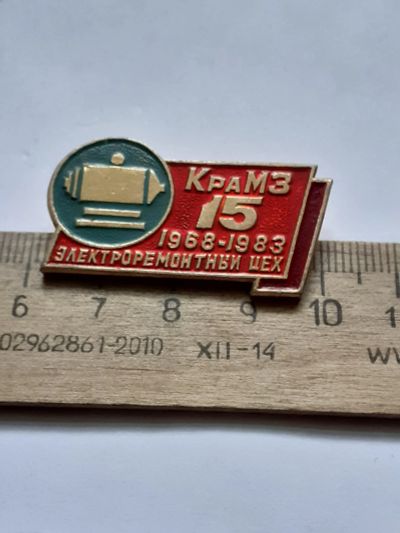 КраМЗ
15
1968-1983
ЭЛЕКТРОРЕМОНТНЫЙ ЦЕХ
6 7 8 9 10
02962861-2010 XII-14